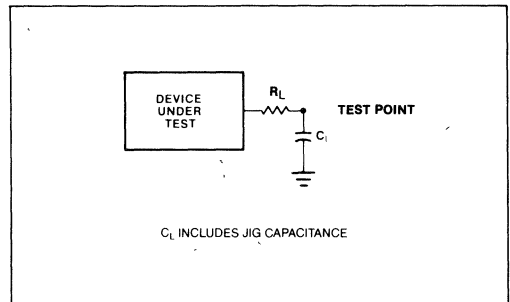 DEVICE
UNDER
TEST
RL
TEST POINT
CL
CL INCLUDES JIG CAPACITANCE